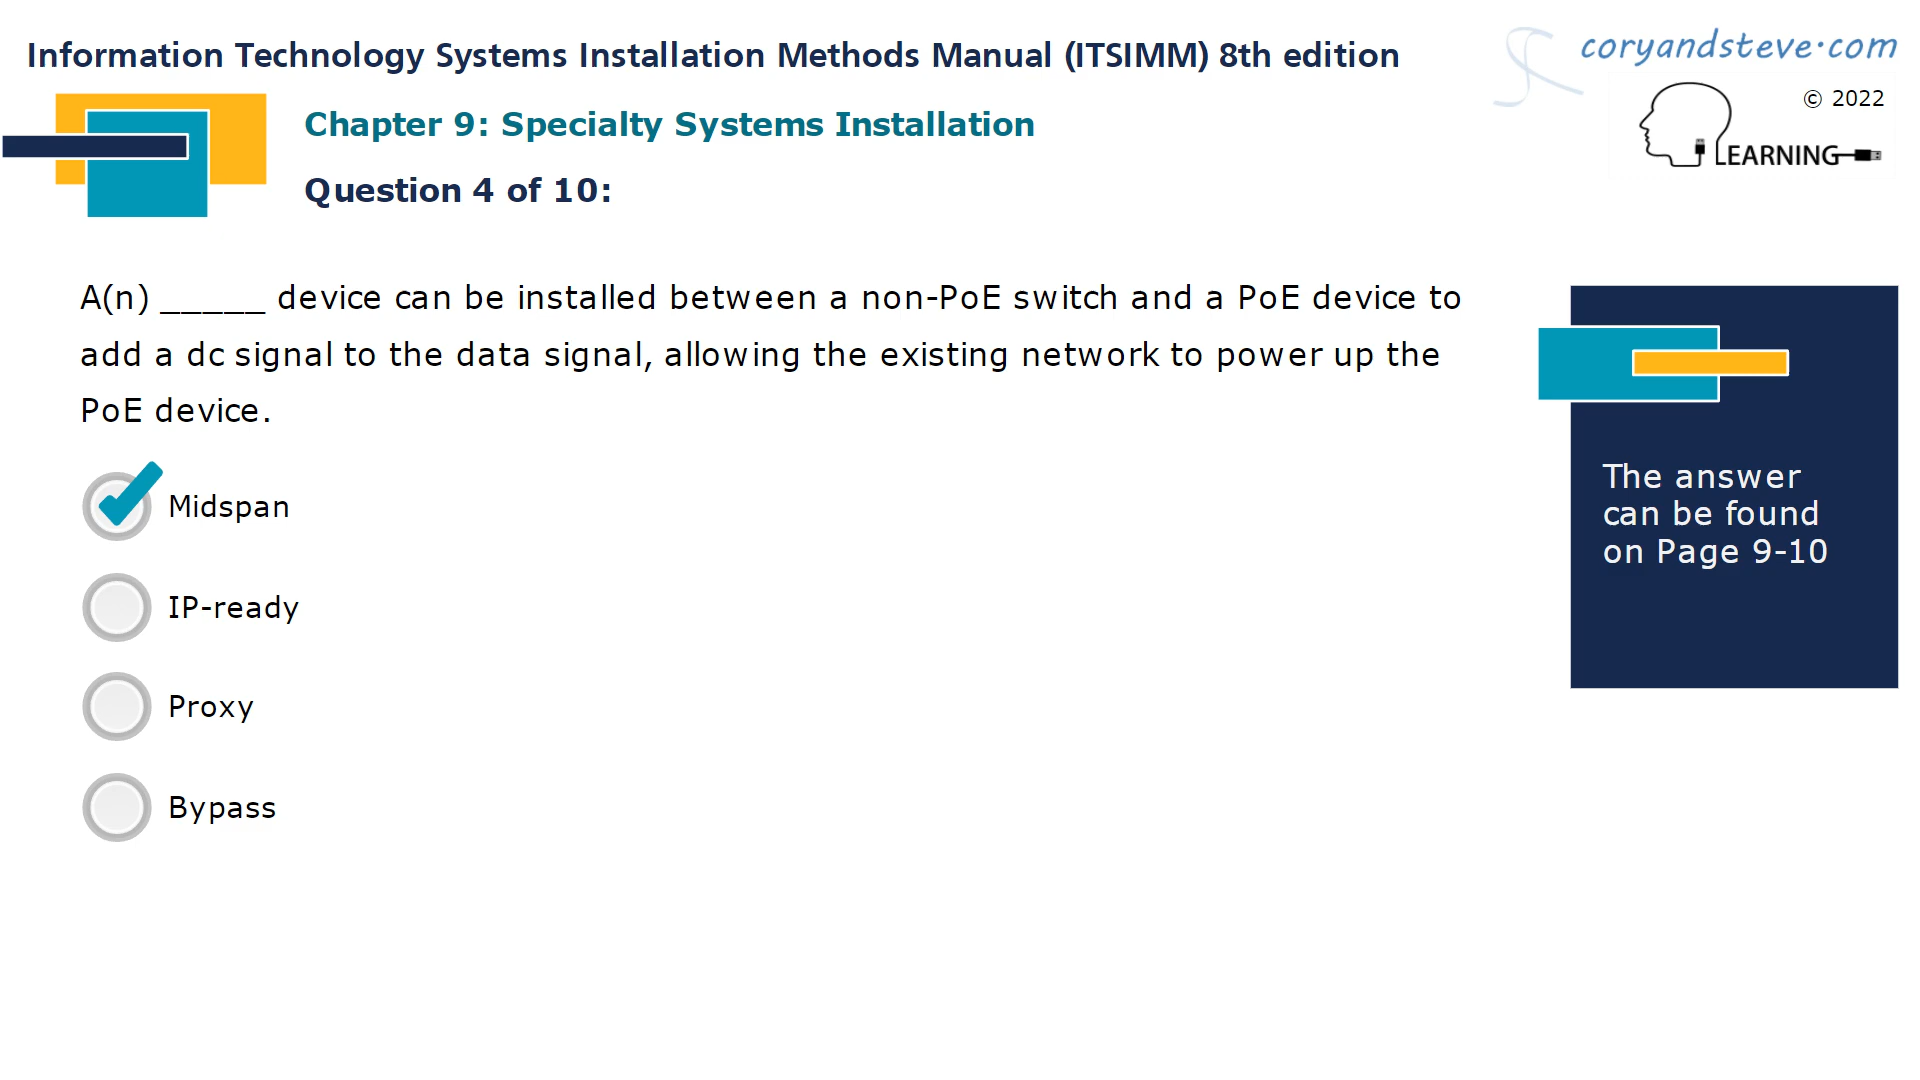 Information Technology Systems Installation Methods Manual (ITSIMM) 8th edition
coryandsteve.com
© 2022
LEARNING
Chapter 9: Specialty Systems Installation
Question 4 of 10:
A(n) _____ device can be installed between a non-PoE switch and a PoE device to
add a dc signal to the data signal, allowing the existing network to power up the
PoE device.
Midspan
IP-ready
Proxy
Bypass
The answer
can be found
on Page 9-10